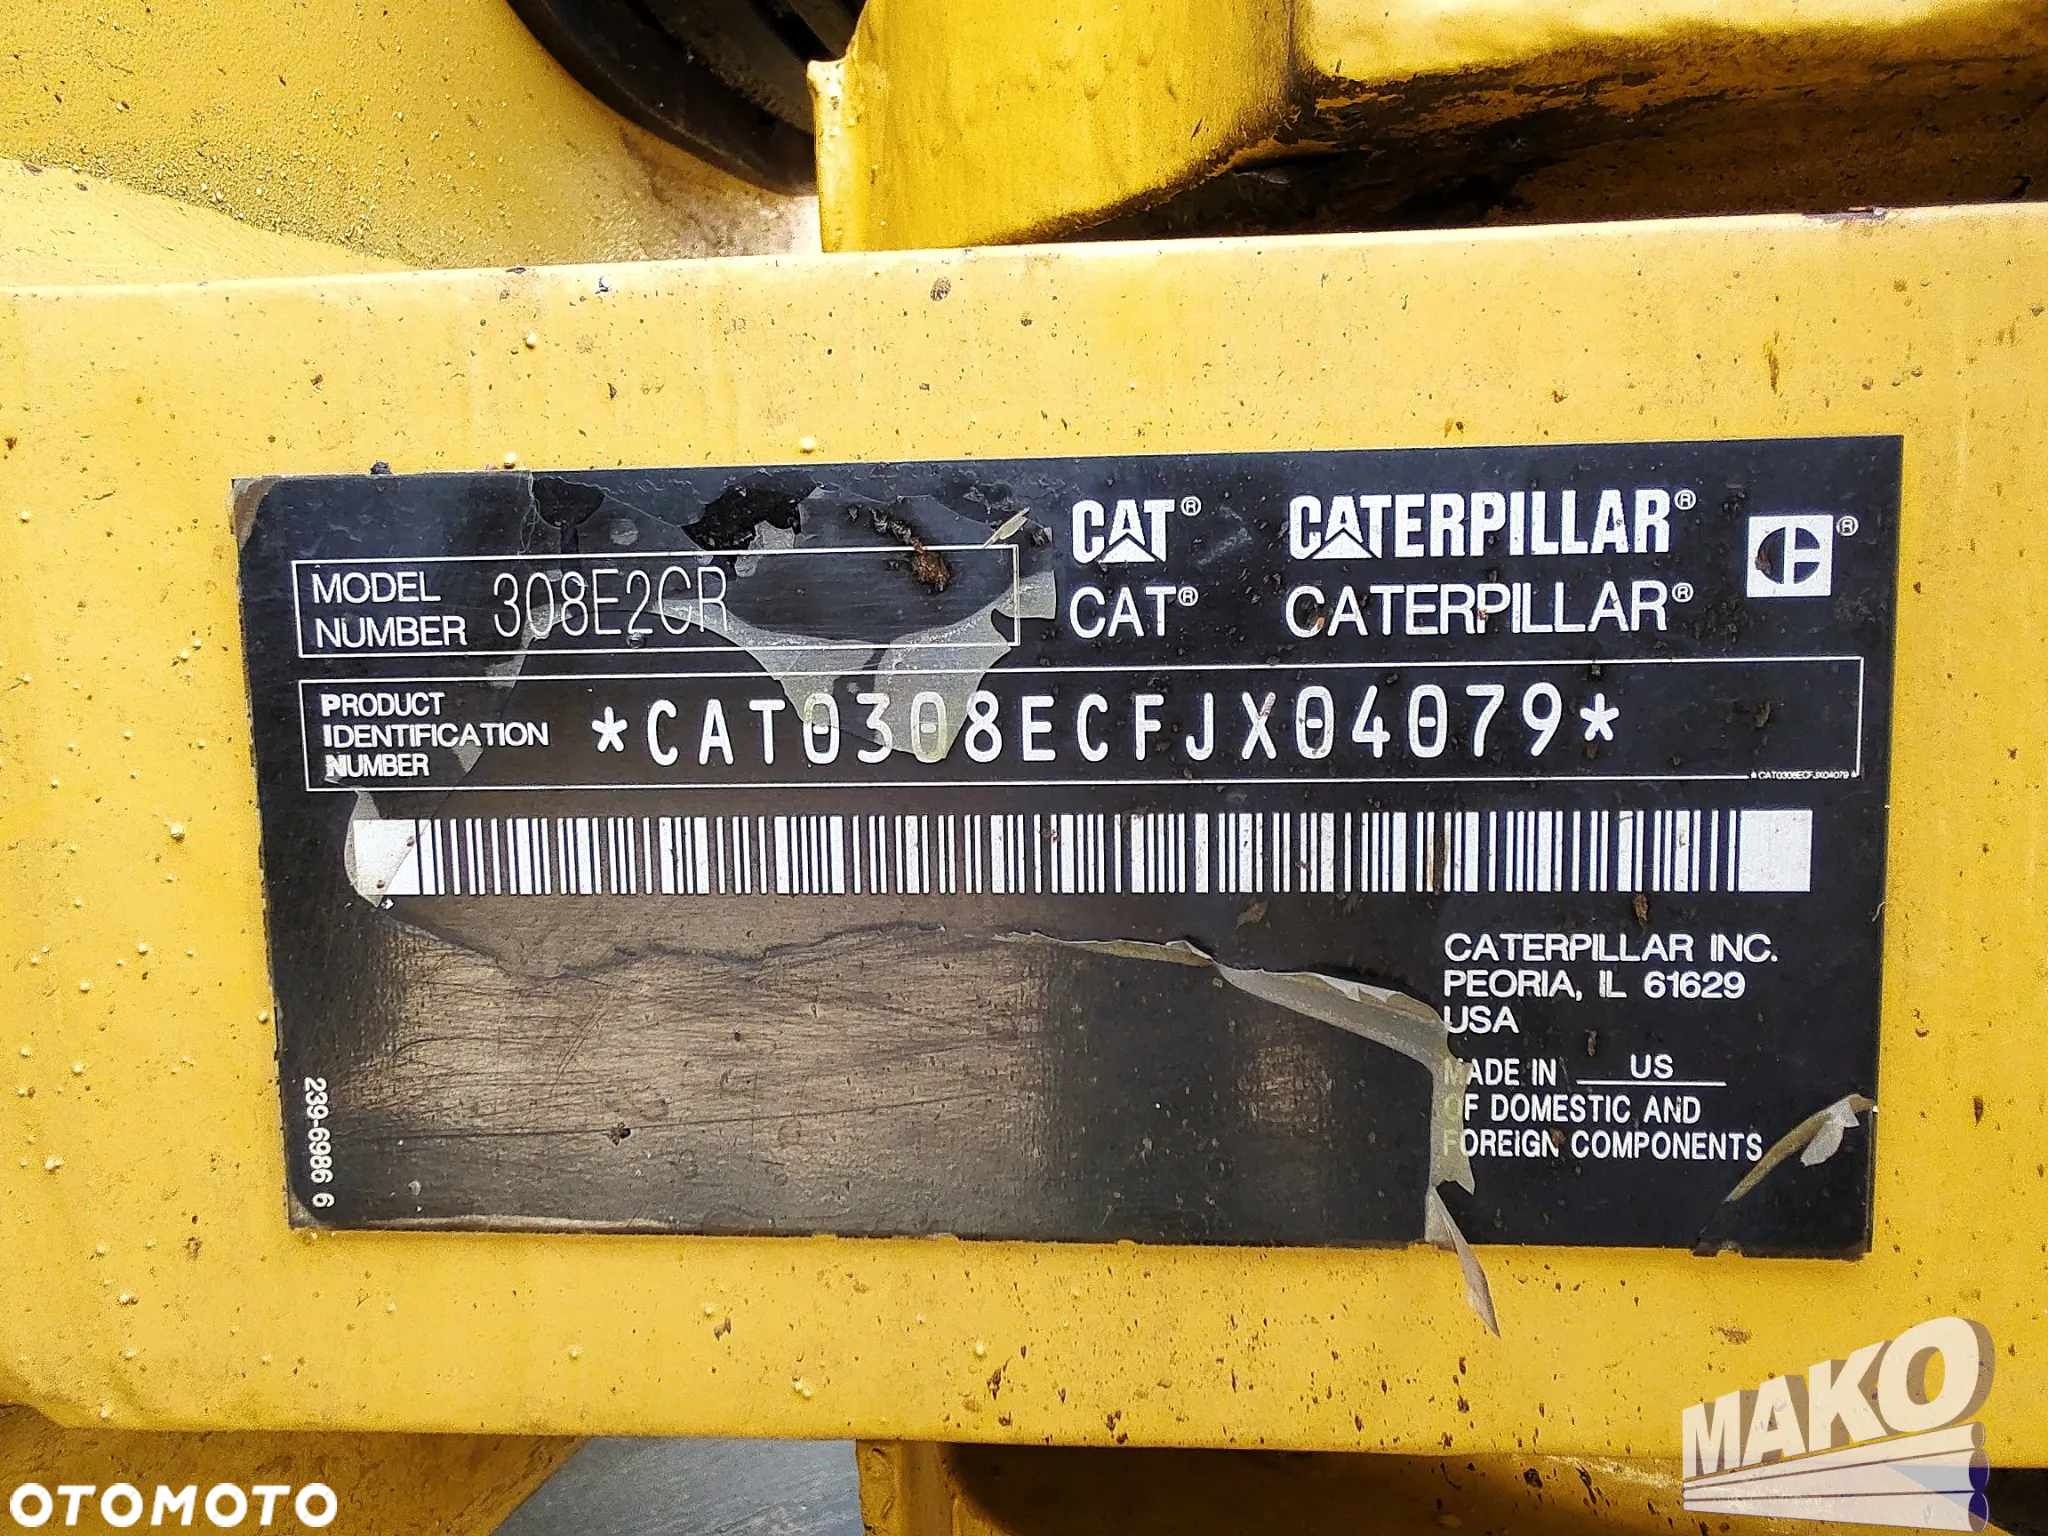 MODEL NUMBER 308E2CR
CAT® CATERPILLAR® ®
CAT® CATERPILLAR®
PRODUCT IDENTIFICATION NUMBER *CAT0308ECFJX04079*
*CAT0308ECFJX04079*
CATERPILLAR INC.
PEORIA, IL 61629
USA
MADE IN US
OF DOMESTIC AND
FOREIGN COMPONENTS
239-6986 6
MAKO
OTOMOTO